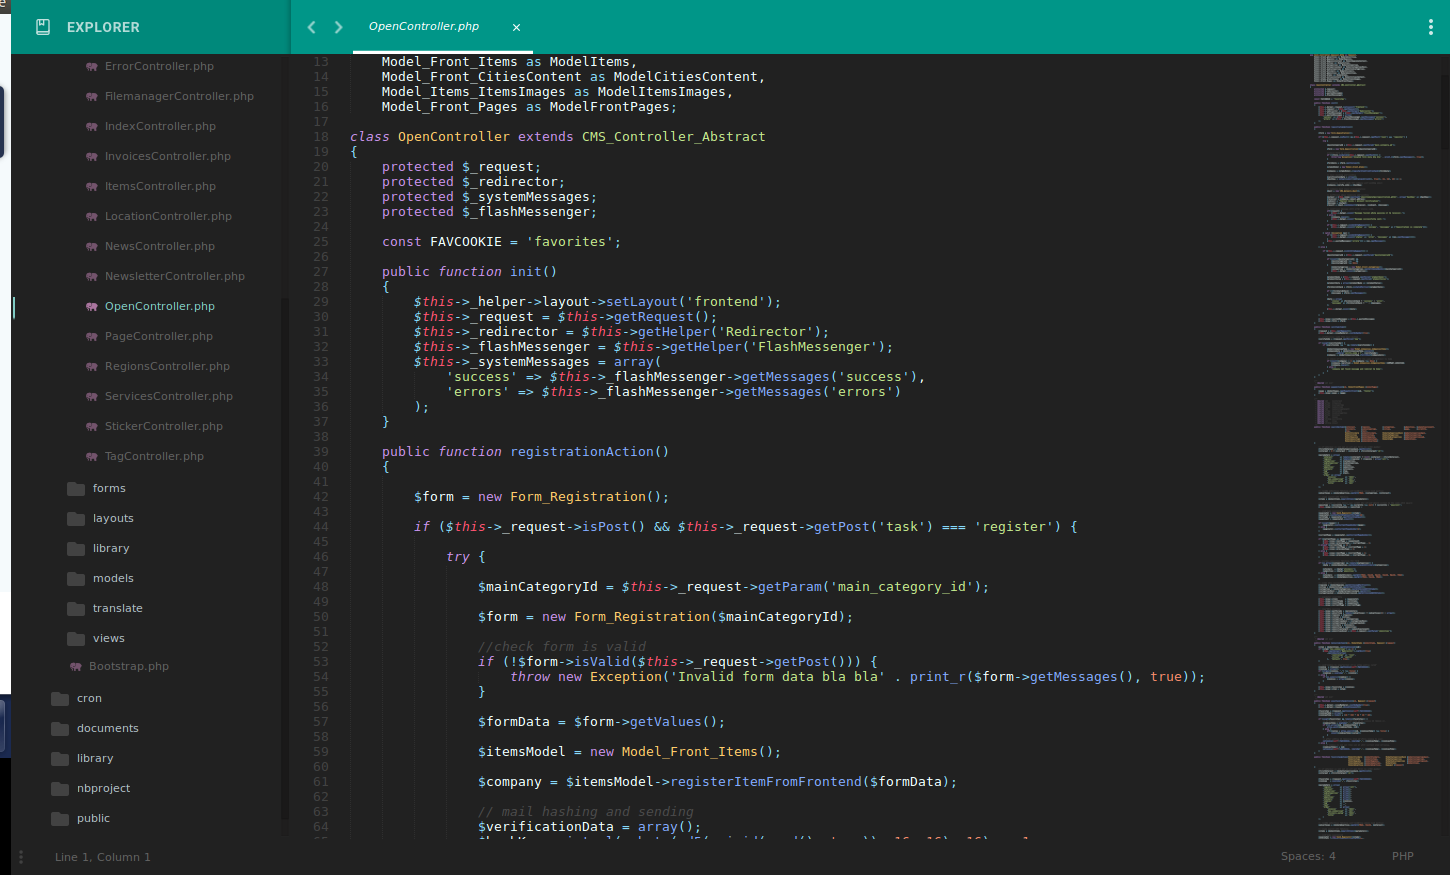 EXPLORER
ErrorController.php
FilemanagerController.php
IndexController.php
InvoicesController.php
ItemsController.php
LocationController.php
NewsController.php
NewsletterController.php
OpenController.php
PageController.php
RegionsController.php
ServicesController.php
StickerController.php
TagController.php
forms
layouts
library
models
translate
views
Bootstrap.php
cron
documents
library
nbproject
public
OpenController.php ×
13 Model_Front_Items as ModelItems,
14 Model_Front_CitiesContent as ModelCitiesContent,
15 Model_Items_ItemsImages as ModelItemsImages,
16 Model_Front_Pages as ModelFrontPages;
17
18 class OpenController extends CMS_Controller_Abstract
19 {
20 protected $_request;
21 protected $_redirector;
22 protected $_systemMessages;
23 protected $_flashMessenger;
24
25 const FAVCOOKIE = 'favorites';
26
27 public function init()
28 {
29 $this->_helper->layout->setLayout('frontend');
30 $this->_request = $this->getRequest();
31 $this->_redirector = $this->getHelper('Redirector');
32 $this->_flashMessenger = $this->getHelper('FlashMessenger');
33 $this->_systemMessages = array(
34 'success' => $this->_flashMessenger->getMessages('success'),
35 'errors' => $this->_flashMessenger->getMessages('errors')
36 );
37 }
38
39 public function registrationAction()
40 {
41
42 $form = new Form_Registration();
43
44 if ($this->_request->isPost() && $this->_request->getPost('task') === 'register') {
45
46 try {
47
48 $mainCategoryId = $this->_request->getParam('main_category_id');
49
50 $form = new Form_Registration($mainCategoryId);
51
52 //check form is valid
53 if (!$form->isValid($this->_request->getPost())) {
54 throw new Exception('Invalid form data bla bla' . print_r($form->getMessages(), true));
55 }
56
57 $formData = $form->getValues();
58
59 $itemsModel = new Model_Front_Items();
60
61 $company = $itemsModel->registerItemFromFrontend($formData);
62
63 // mail hashing and sending
64 $verificationData = array();
Line 1, Column 1
Spaces: 4
PHP